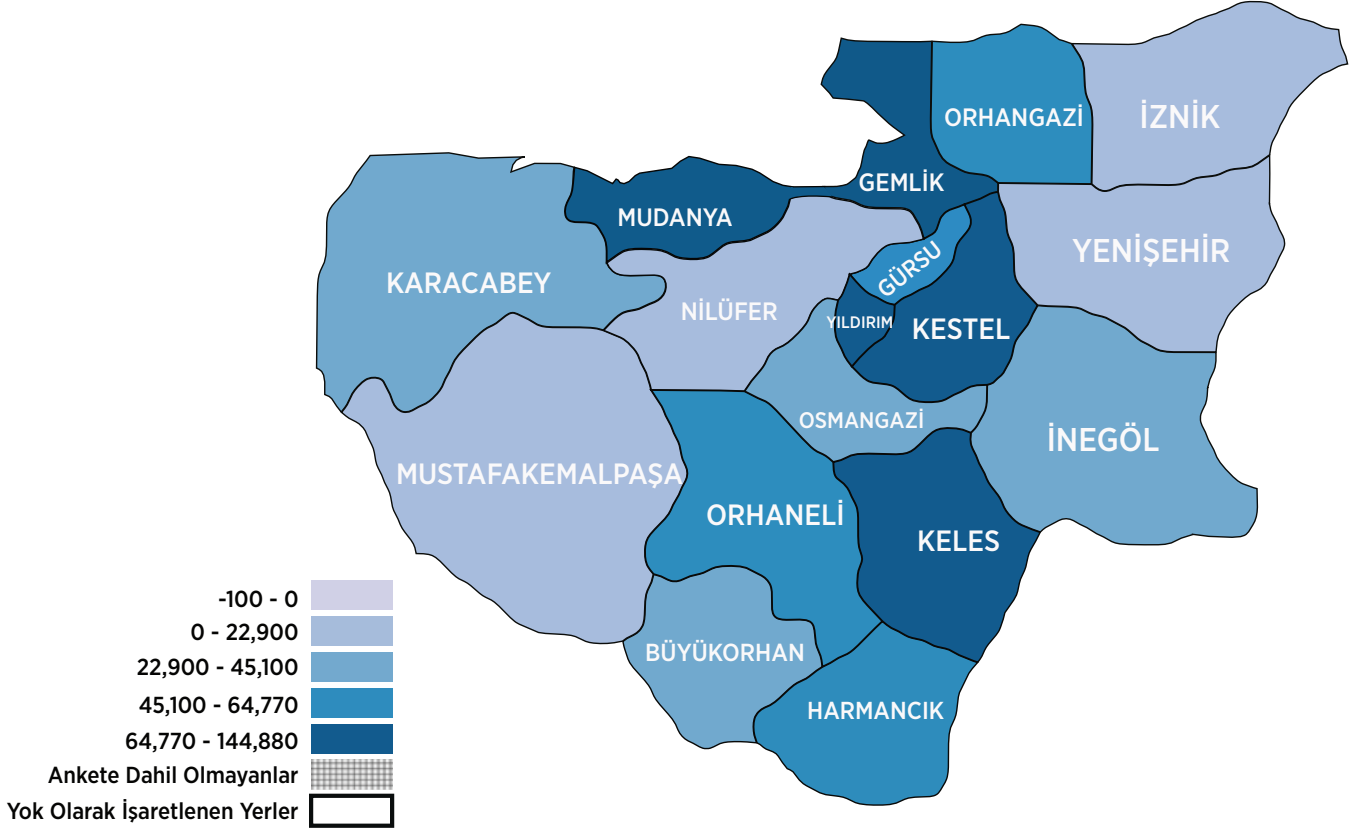 ORHANGAZİ
İZNİK
GEMLİK
MUDANYA
YENİŞEHİR
GÜRSU
KARACABEY
NİLÜFER
YILDIRIM
KESTEL
OSMANGAZİ
İNEGÖL
MUSTAFAKEMALPAŞA
ORHANELİ
KELES
BÜYÜKORHAN
HARMANCIK
-100 - 0
0 - 22,900
22,900 - 45,100
45,100 - 64,770
64,770 - 144,880
Ankete Dahil Olmayanlar
Yok Olarak İşaretlenen Yerler